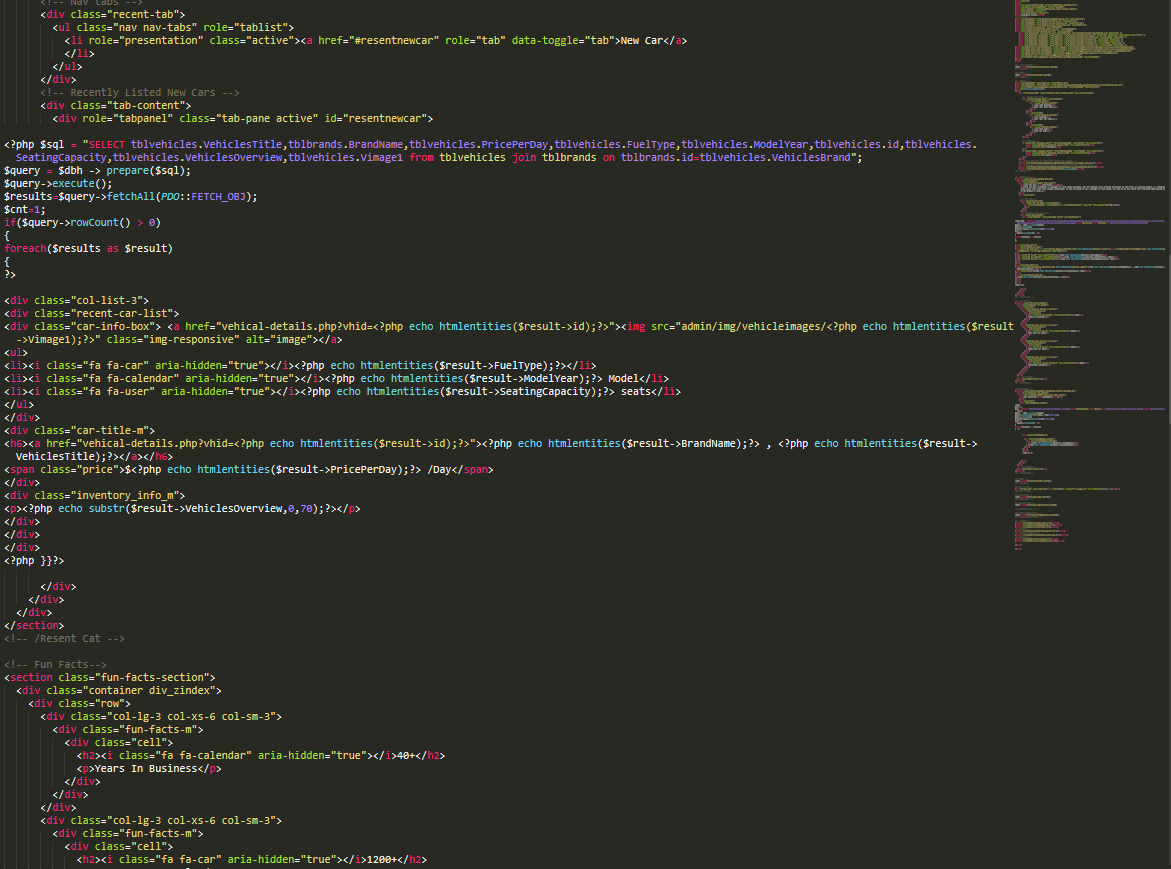 <!-- Nav tabs -->
<div class="recent-tab">
<ul class="nav nav-tabs" role="tablist">
<li role="presentation" class="active"><a href="#resentnewcar" role="tab" data-toggle="tab">New Car</a>
</li>
</ul>
</div>
<!-- Recently Listed New Cars -->
<div class="tab-content">
<div role="tabpanel" class="tab-pane active" id="resentnewcar">
<?php $sql = "SELECT tblvehicles.VehiclesTitle,tblbrands.BrandName,tblvehicles.PricePerDay,tblvehicles.FuelType,tblvehicles.ModelYear,tblvehicles.id,tblvehicles.
SeatingCapacity,tblvehicles.VehiclesOverview,tblvehicles.Vimage1 from tblvehicles join tblbrands on tblbrands.id=tblvehicles.VehiclesBrand";
$query = $dbh -> prepare($sql);
$query->execute();
$results=$query->fetchAll(PDO::FETCH_OBJ);
$cnt=1;
if($query->rowCount() > 0)
{
foreach($results as $result)
{
?>
<div class="col-list-3">
<div class="recent-car-list">
<div class="car-info-box"> <a href="vehical-details.php?vhid=<?php echo htmlentities($result->id);?>"><img src="admin/img/vehicleimages/<?php echo htmlentities($result
->Vimage1);?>" class="img-responsive" alt="image"></a>
<ul>
<li><i class="fa fa-car" aria-hidden="true"></i><?php echo htmlentities($result->FuelType);?></li>
<li><i class="fa fa-calendar" aria-hidden="true"></i><?php echo htmlentities($result->ModelYear);?> Model</li>
<li><i class="fa fa-user" aria-hidden="true"></i><?php echo htmlentities($result->SeatingCapacity);?> seats</li>
</ul>
</div>
<div class="car-title-m">
<h6><a href="vehical-details.php?vhid=<?php echo htmlentities($result->id);?>"><?php echo htmlentities($result->BrandName);?> , <?php echo htmlentities($result->
VehiclesTitle);?></a></h6>
<span class="price">$<?php echo htmlentities($result->PricePerDay);?> /Day</span>
</div>
<div class="inventory_info_m">
<p><?php echo substr($result->VehiclesOverview,0,70);?></p>
</div>
</div>
</div>
<?php }}?>
</div>
</div>
</div>
</section>
<!-- /Resent Cat -->
<!-- Fun Facts-->
<section class="fun-facts-section">
<div class="container div_zindex">
<div class="row">
<div class="col-lg-3 col-xs-6 col-sm-3">
<div class="fun-facts-m">
<div class="cell">
<h2><i class="fa fa-calendar" aria-hidden="true"></i>40+</h2>
<p>Years In Business</p>
</div>
</div>
</div>
<div class="col-lg-3 col-xs-6 col-sm-3">
<div class="fun-facts-m">
<div class="cell">
<h2><i class="fa fa-car" aria-hidden="true"></i>1200+</h2>